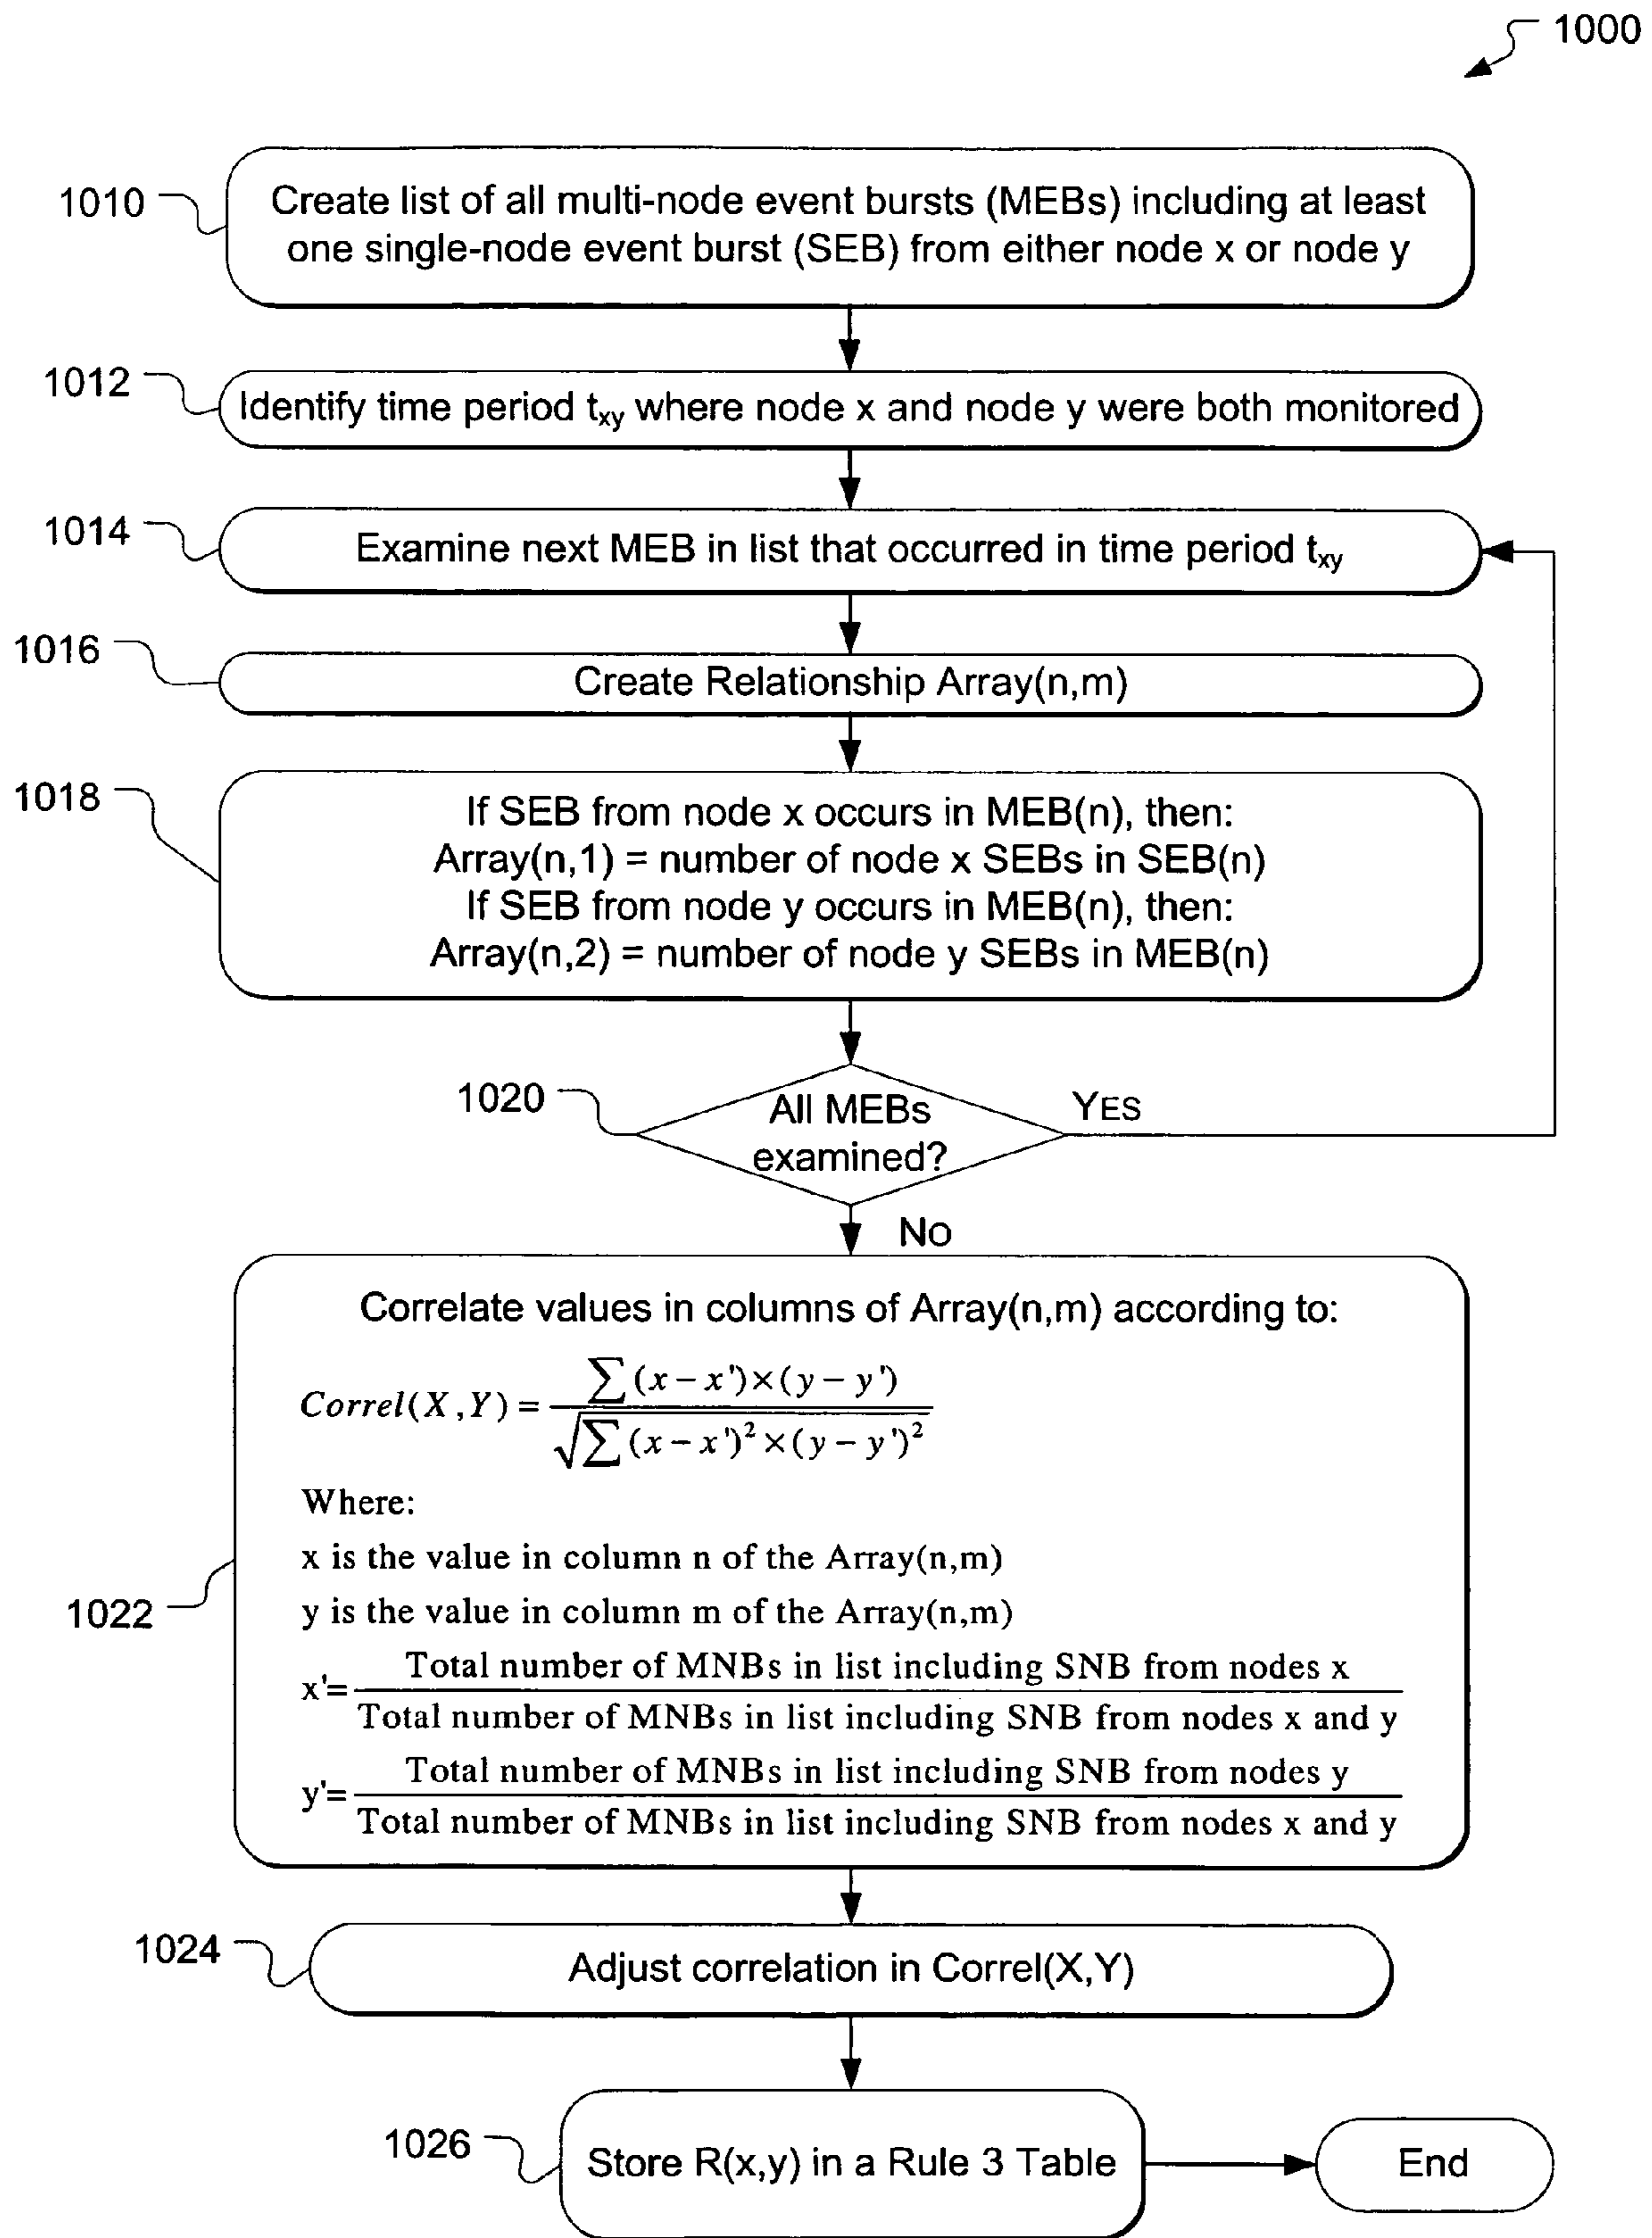 1000
1010
Create list of all multi-node event bursts (MEBs) including at least
one single-node event burst (SEB) from either node x or node y
1012
Identify time period t_xy where node x and node y were both monitored
1014
Examine next MEB in list that occurred in time period t_xy
1016
Create Relationship Array(n,m)
1018
If SEB from node x occurs in MEB(n), then:
Array(n,1) = number of node x SEBs in SEB(n)
If SEB from node y occurs in MEB(n), then:
Array(n,2) = number of node y SEBs in MEB(n)
1020
All MEBs
examined?
YES
NO
1022
Correlate values in columns of Array(n,m) according to:
∑(x−x')×(y−y')
Correl(X,Y)=
√∑(x−x')²×(y−y')²
Where:
x is the value in column n of the Array(n,m)
y is the value in column m of the Array(n,m)
Total number of MNBs in list including SNB from nodes x
x'=
Total number of MNBs in list including SNB from nodes x and y
Total number of MNBs in list including SNB from nodes y
y'=
Total number of MNBs in list including SNB from nodes x and y
1024
Adjust correlation in Correl(X,Y)
1026
Store R(x,y) in a Rule 3 Table
End